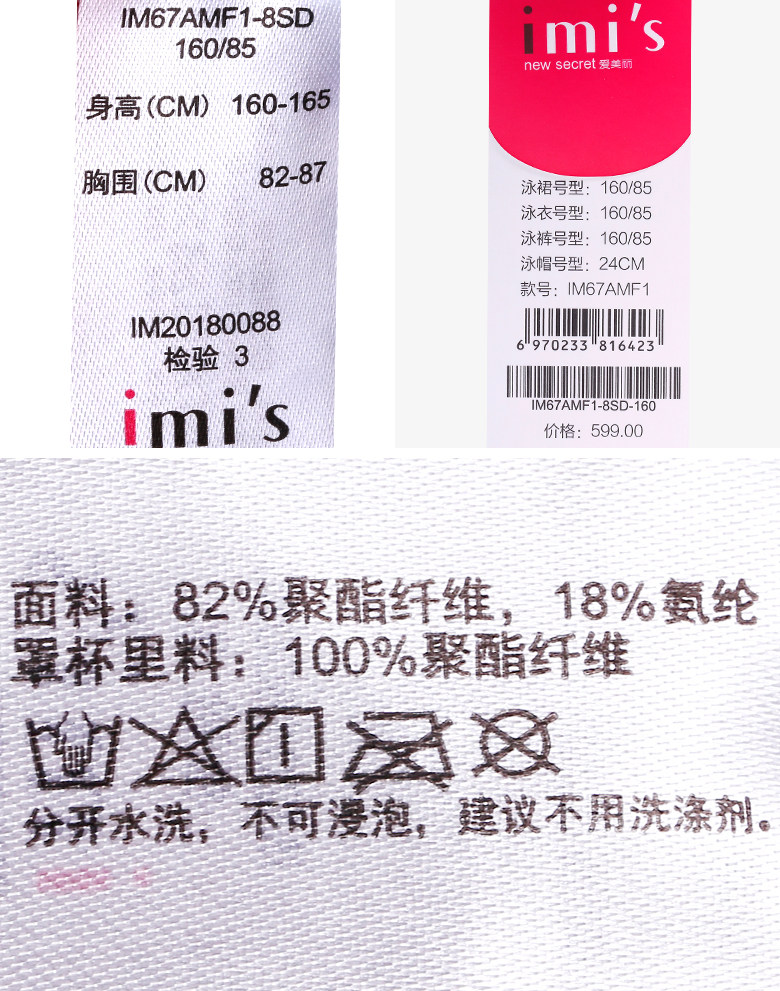 IM67AMF1-8SD
160/85
身高(CM) 160-165
胸围(CM) 82-87
IM20180088
检验 3
imi's
imi's
new secret 爱美丽
泳裙号型: 160/85
泳衣号型: 160/85
泳裤号型: 160/85
泳帽号型: 24CM
款号: IM67AMF1
6 970233 816423
IM67AMF1-8SD-160
价格: 599.00
面料: 82%聚酯纤维, 18%氨纶
罩杯里料: 100%聚酯纤维
分开水洗, 不可浸泡, 建议不用洗涤剂。